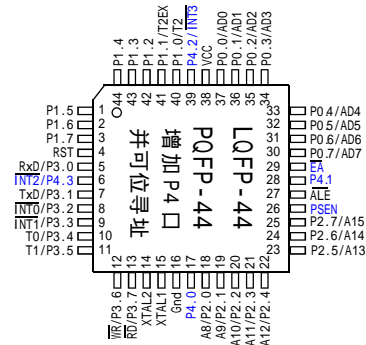 P1.4
P1.3
P1.2
P1.1/T2EX
P1.0/T2
P4.2/INT3
VCC
P0.0/AD0
P0.1/AD1
P0.2/AD2
P0.3/AD3
44
43
42
41
40
39
38
37
36
35
34
P1.5 1
P1.6 2
P1.7 3
RST 4
RxD/P3.0 5
INT2/P4.3 6
TxD/P3.1 7
INT0/P3.2 8
INT1/P3.3 9
T0/P3.4 10
T1/P3.5 11
LQFP-44
PQFP-44
增加P4口
并可位寻址
33 P0.4/AD4
32 P0.5/AD5
31 P0.6/AD6
30 P0.7/AD7
29 EA
28 P4.1
27 ALE
26 PSEN
25 P2.7/A15
24 P2.6/A14
23 P2.5/A13
12
13
14
15
16
17
18
19
20
21
22
WR/P3.6
RD/P3.7
XTAL2
XTAL1
Gnd
P4.0
A8/P2.0
A9/P2.1
A10/P2.2
A11/P2.3
A12/P2.4